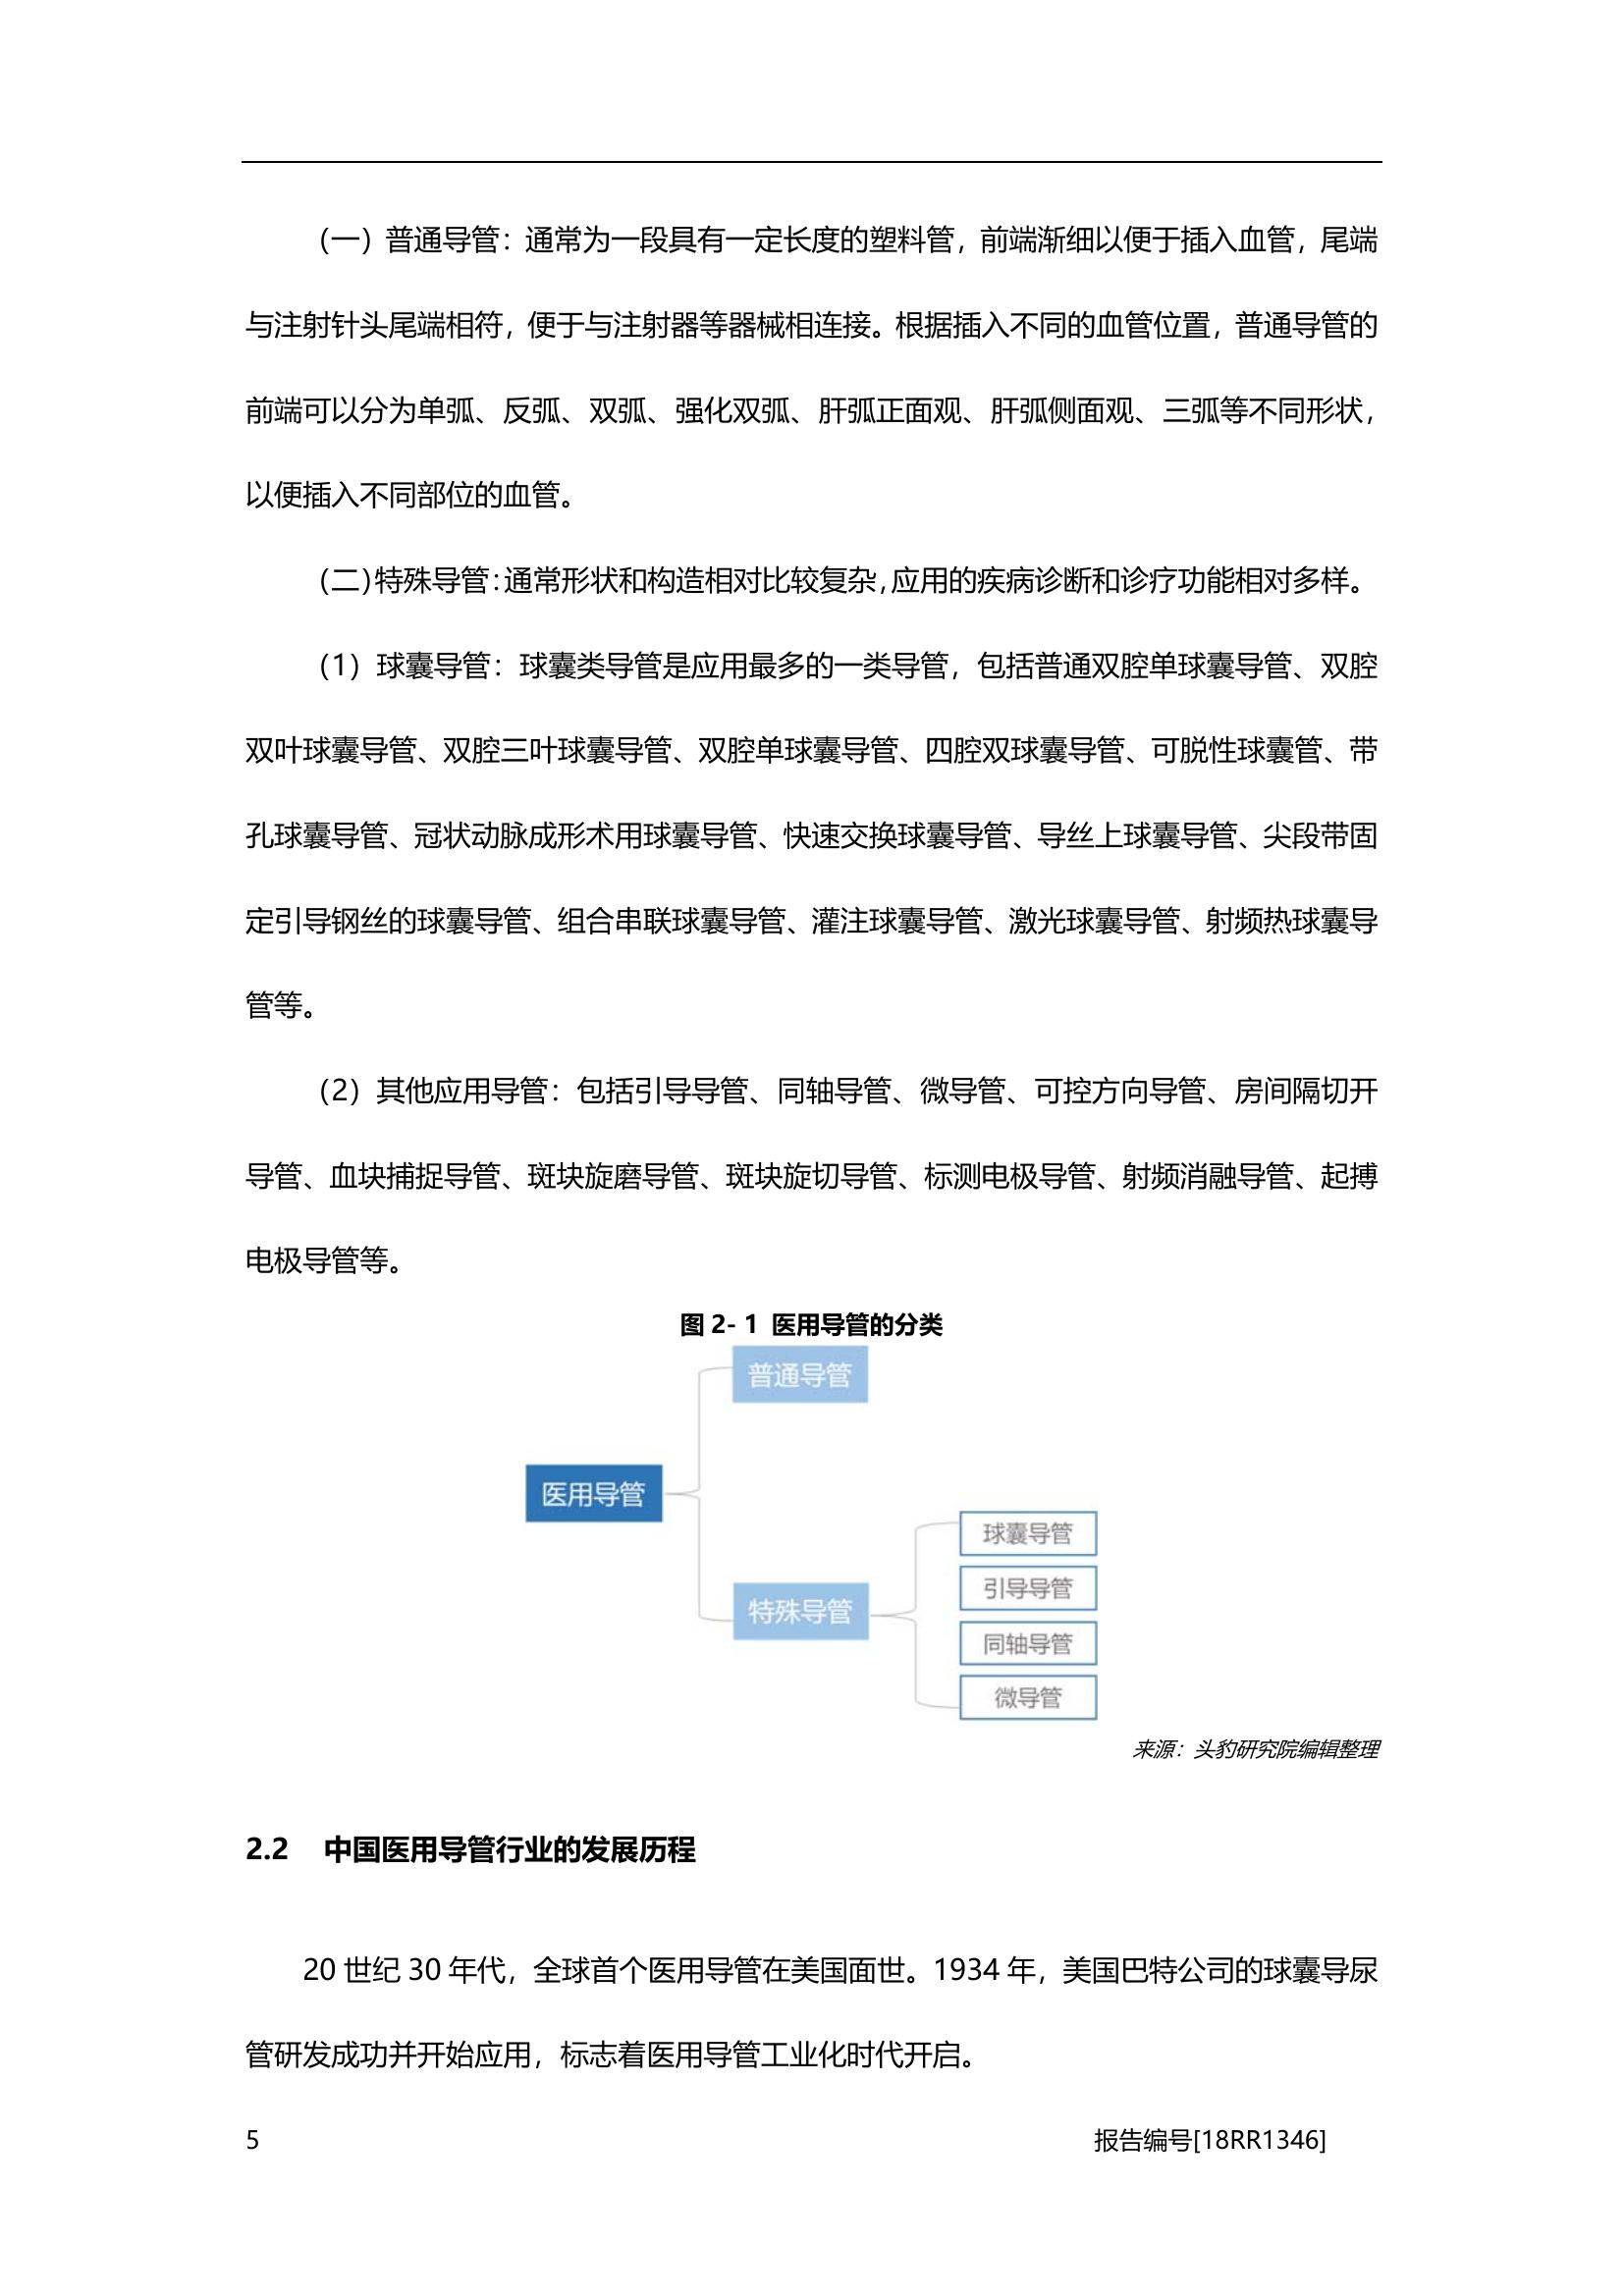 （一）普通导管：通常为一段具有一定长度的塑料管，前端渐细以便于插入血管，尾端
与注射针头尾端相符，便于与注射器等器械相连接。根据插入不同的血管位置，普通导管的
前端可以分为单弧、反弧、双弧、强化双弧、肝弧正面观、肝弧侧面观、三弧等不同形状，
以便插入不同部位的血管。
（二）特殊导管：通常形状和构造相对比较复杂，应用的疾病诊断和诊疗功能相对多样。
（1）球囊导管：球囊类导管是应用最多的一类导管，包括普通双腔单球囊导管、双腔
双叶球囊导管、双腔三叶球囊导管、双腔单球囊导管、四腔双球囊导管、可脱性球囊管、带
孔球囊导管、冠状动脉成形术用球囊导管、快速交换球囊导管、导丝上球囊导管、尖段带固
定引导钢丝的球囊导管、组合串联球囊导管、灌注球囊导管、激光球囊导管、射频热球囊导
管等。
（2）其他应用导管：包括引导导管、同轴导管、微导管、可控方向导管、房间隔切开
导管、血块捕捉导管、斑块旋磨导管、斑块旋切导管、标测电极导管、射频消融导管、起搏
电极导管等。
图 2- 1 医用导管的分类
普通导管
医用导管
特殊导管
球囊导管
引导导管
同轴导管
微导管
来源：头豹研究院编辑整理
2.2 中国医用导管行业的发展历程
20 世纪 30 年代，全球首个医用导管在美国面世。1934 年，美国巴特公司的球囊导尿
管研发成功并开始应用，标志着医用导管工业化时代开启。
5 报告编号[18RR1346]